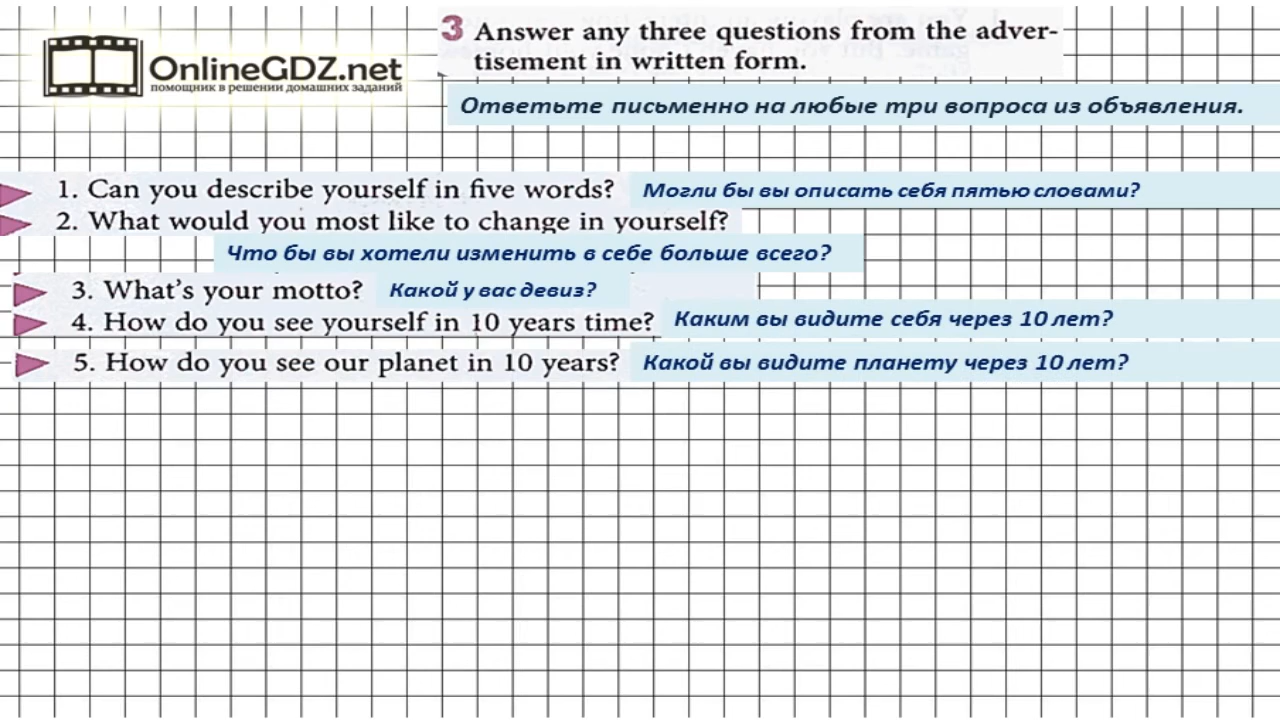 OnlineGDZ.net
помощник в решении домашних заданий
3 Answer any three questions from the adver-
tisement in written form.
Ответьте письменно на любые три вопроса из объявления.
1. Can you describe yourself in five words? Могли бы вы описать себя пятью словами?
2. What would you most like to change in yourself?
Что бы вы хотели изменить в себе больше всего?
3. What's your motto? Какой у вас девиз?
4. How do you see yourself in 10 years time? Каким вы видите себя через 10 лет?
5. How do you see our planet in 10 years? Какой вы видите планету через 10 лет?